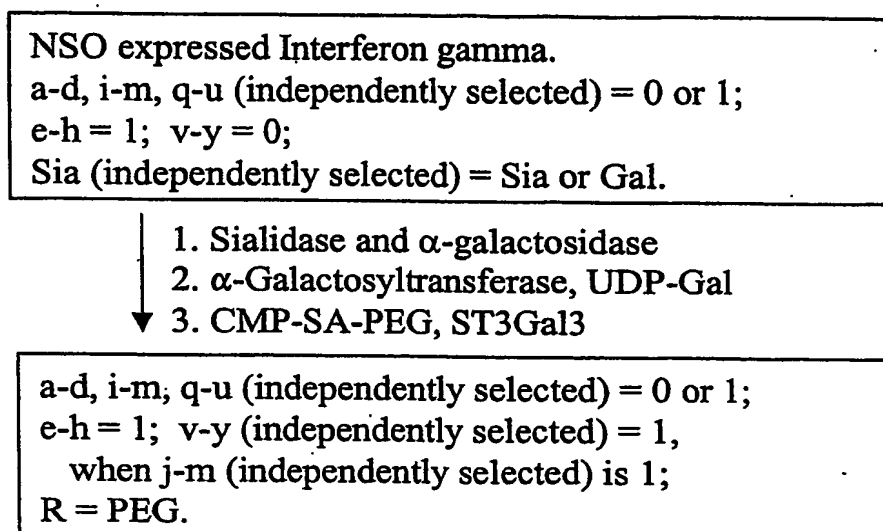 NSO expressed Interferon gamma.
a-d, i-m, q-u (independently selected) = 0 or 1;
e-h = 1; v-y = 0;
Sia (independently selected) = Sia or Gal.
1. Sialidase and α-galactosidase
2. α-Galactosyltransferase, UDP-Gal
3. CMP-SA-PEG, ST3Gal3
a-d, i-m, q-u (independently selected) = 0 or 1;
e-h = 1; v-y (independently selected) = 1,
when j-m (independently selected) is 1;
R = PEG.